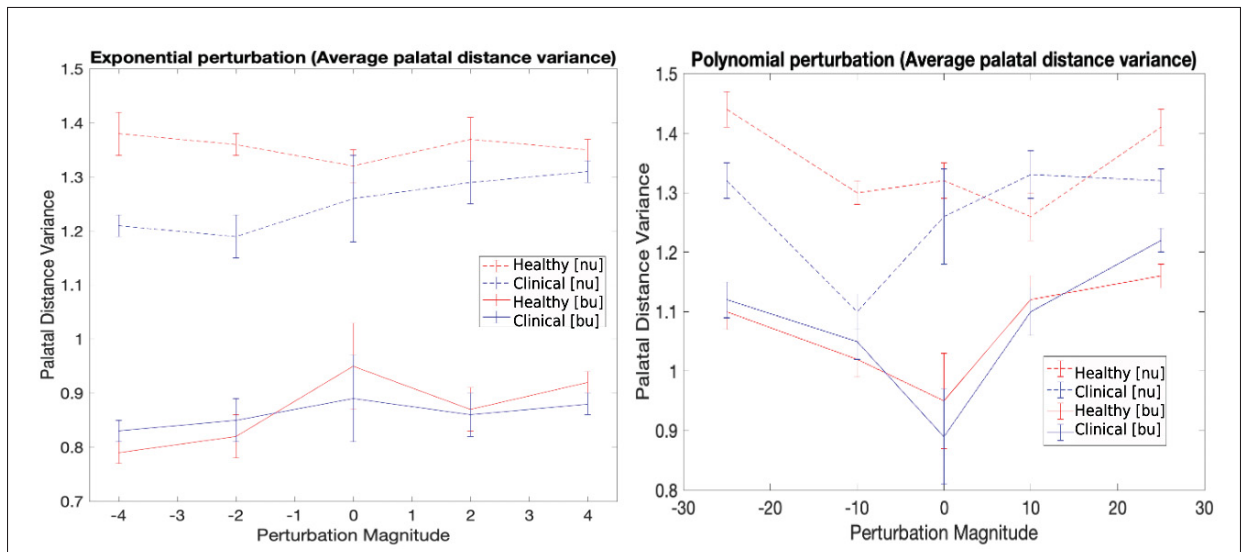 Exponential perturbation (Average palatal distance variance)
1.5
1.4
1.3
1.2
1.1
1
0.9
0.8
0.7
Palatal Distance Variance
Healthy [nu]
Clinical [nu]
Healthy [bu]
Clinical [bu]
-4 -3 -2 -1 0 1 2 3 4
Perturbation Magnitude
Polynomial perturbation (Average palatal distance variance)
1.5
1.4
1.3
1.2
1.1
1
0.9
0.8
Palatal Distance Variance
Healthy [nu]
Clinical [nu]
Healthy [bu]
Clinical [bu]
-30 -20 -10 0 10 20 30
Perturbation Magnitude